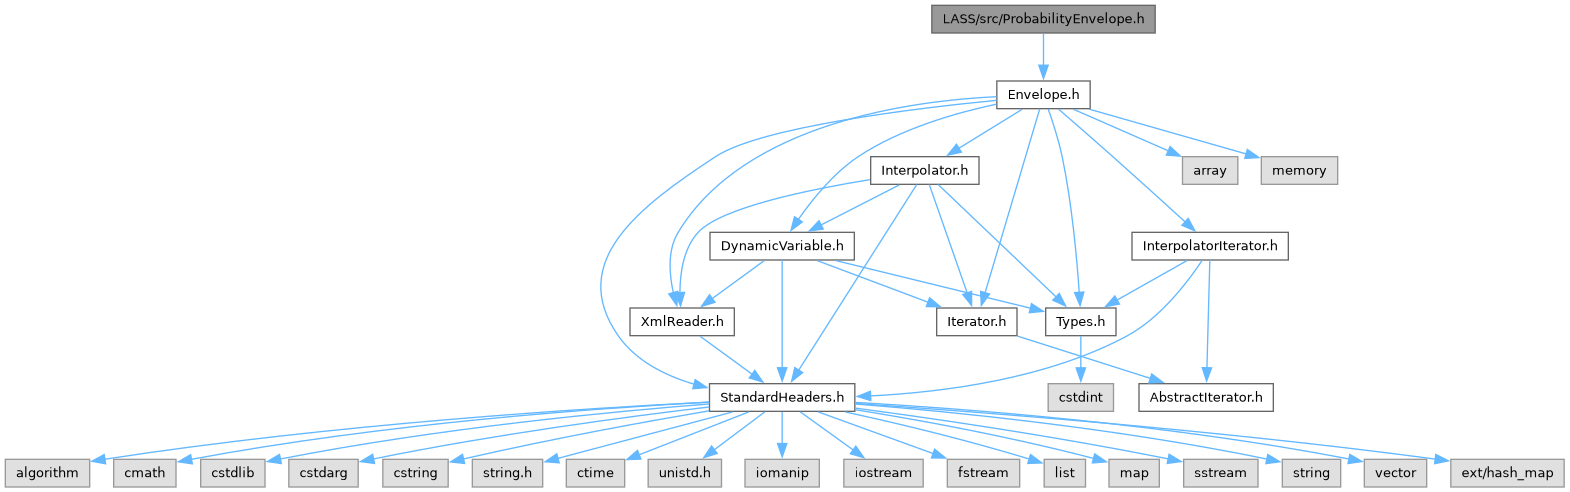 LASS/src/ProbabilityEnvelope.h
Envelope.h
Interpolator.h
array
memory
DynamicVariable.h
InterpolatorIterator.h
XmlReader.h
Iterator.h
Types.h
StandardHeaders.h
cstdint
AbstractIterator.h
algorithm
cmath
cstdlib
cstdarg
cstring
string.h
ctime
unistd.h
iomanip
iostream
fstream
list
map
sstream
string
vector
ext/hash_map